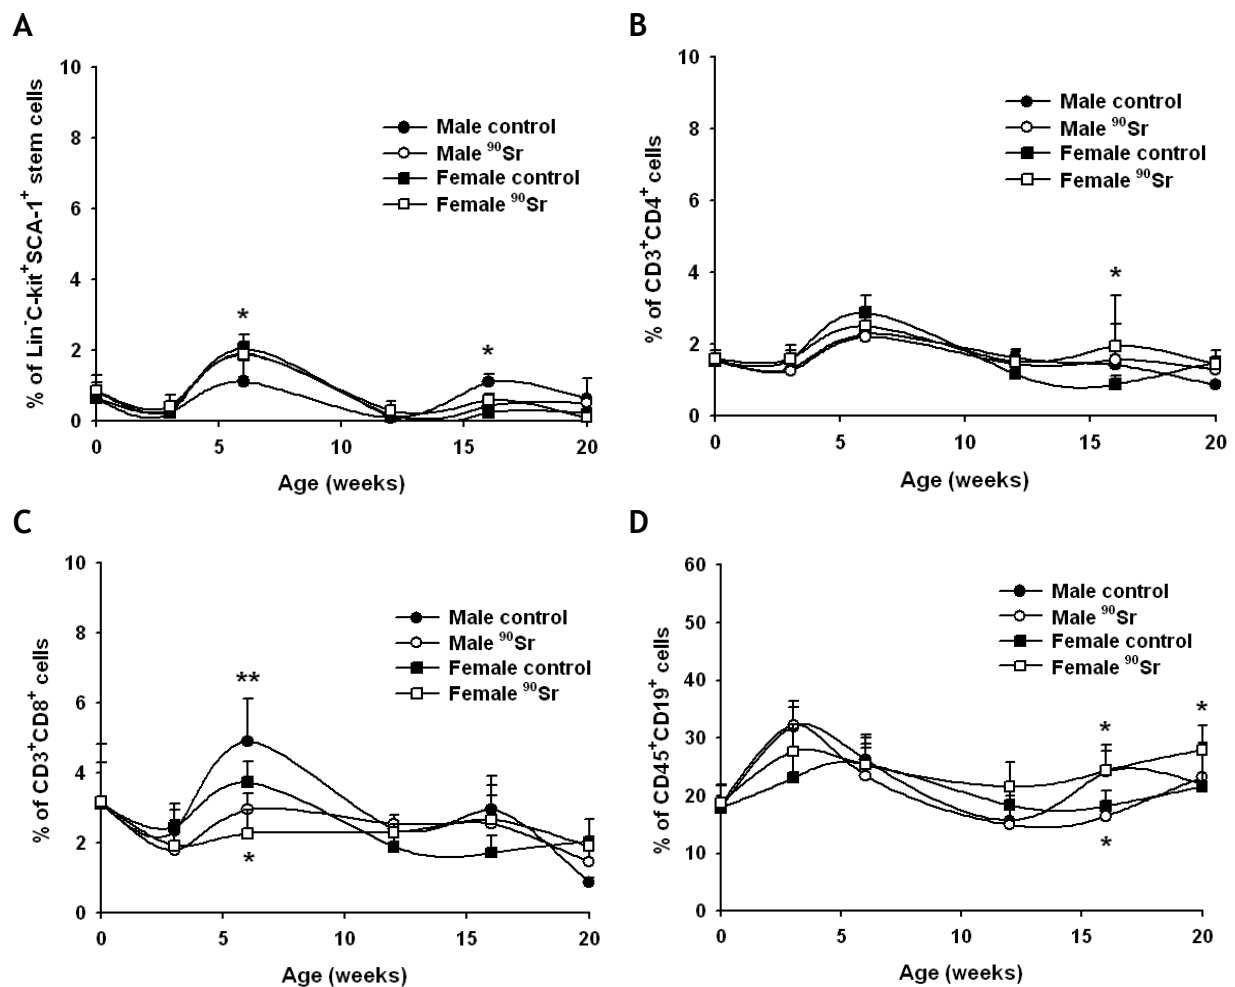 A
% of Lin⁻C-kit⁺SCA-1⁺ stem cells
10
8
6
4
2
0
*
*
Male control
Male ⁹⁰Sr
Female control
Female ⁹⁰Sr
0 5 10 15 20
Age (weeks)
B
% of CD3⁺CD4⁺ cells
10
8
6
4
2
0
*
Male control
Male ⁹⁰Sr
Female control
Female ⁹⁰Sr
0 5 10 15 20
Age (weeks)
C
% of CD3⁺CD8⁺ cells
10
8
6
4
2
0
**
*
Male control
Male ⁹⁰Sr
Female control
Female ⁹⁰Sr
0 5 10 15 20
Age (weeks)
D
% of CD45⁺CD19⁺ cells
60
50
40
30
20
10
0
*
*
*
Male control
Male ⁹⁰Sr
Female control
Female ⁹⁰Sr
0 5 10 15 20
Age (weeks)